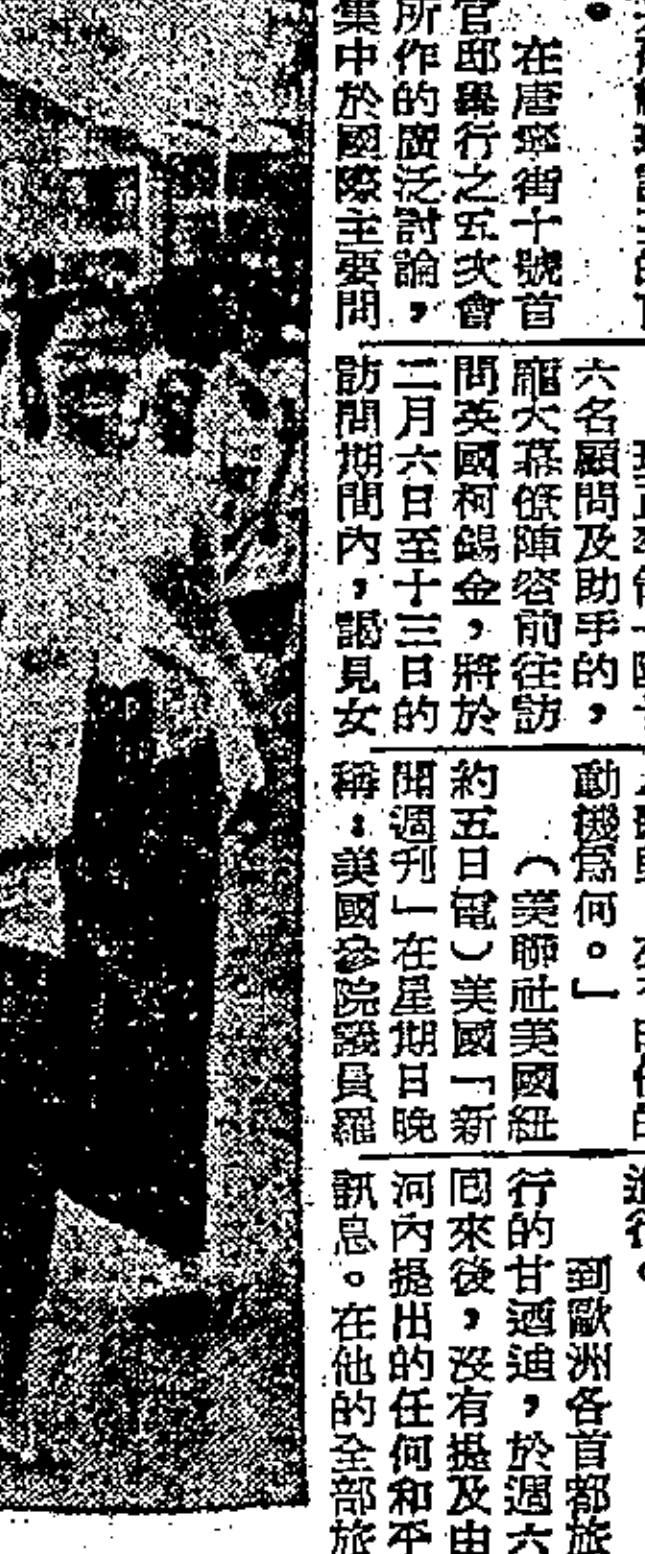 在唐寧街十號首
官邸舉行之五次會
所作的廣泛討論，
集中於國際主要問
六名顧問及助手的，
龐大幕僚陣容前往訪
問英國柯錫金，將於
二月六日至十三日的
訪問期間內，謁見女
動機爲何。」
（美聯社美國紐
約五日電）美國「新
聞週刊」在星期日晚
稱：美國參院議員羅
進行。
到歐洲各首都旅
行的甘迺迪，於週六
回來後，沒有提及由
河內提出的任何和平
訊息。在他的全部旅